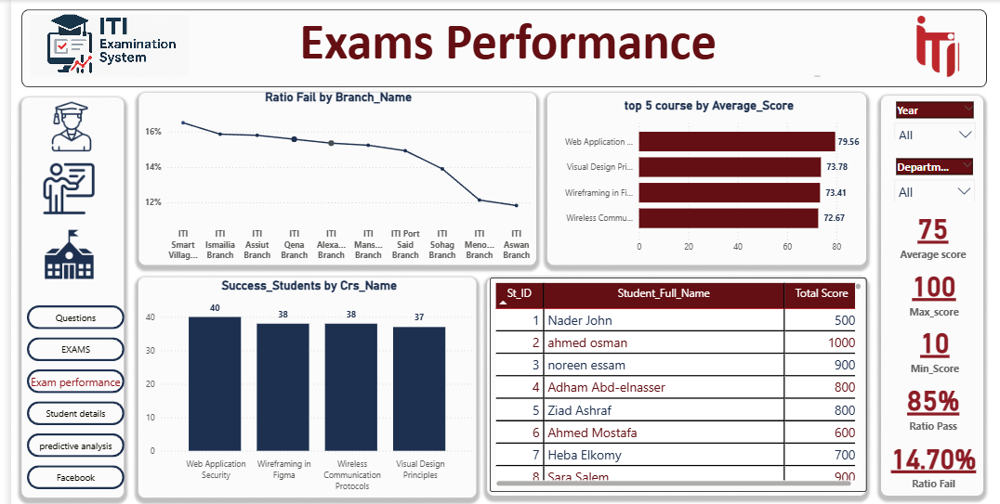 ITI
Examination
System
Exams Performance
iTi
Questions
EXAMS
Exam performance
Student details
predictive analysis
Facebook
Ratio Fail by Branch_Name
16%
14%
12%
ITI Smart Villag... 
ITI Ismailia Branch
ITI Assiut Branch
ITI Qena Branch
ITI Alexa... Branch
ITI Mans... Branch
ITI Port Said Branch
ITI Sohag Branch
ITI Meno... Branch
ITI Aswan Branch
top 5 course by Average_Score
Web Application ... 79.56
Visual Design Pri... 73.78
Wireframing in Fi... 73.41
Wireless Commu... 72.67
0 20 40 60 80
Success_Students by Crs_Name
40
30
20
10
0
40 38 38 37
Web Application Security
Wireframing in Figma
Wireless Communication Protocols
Visual Design Principles
St_ID Student_Full_Name Total Score
1 Nader John 500
2 ahmed osman 1000
3 noreen essam 900
4 Adham Abd-elnasser 800
5 Ziad Ashraf 800
6 Ahmed Mostafa 600
7 Heba Elkomy 700
8 Sara Salem 900
Year
All
Departm...
All
75
Average score
100
Max_score
10
Min_Score
85%
Ratio Pass
14.70%
Ratio Fail